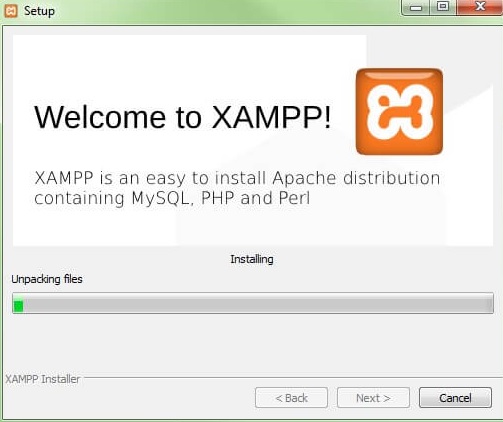 Setup
Welcome to XAMPP!
XAMPP is an easy to install Apache distribution
containing MySQL, PHP and Perl
Installing
Unpacking files
XAMPP Installer
< Back
Next >
Cancel